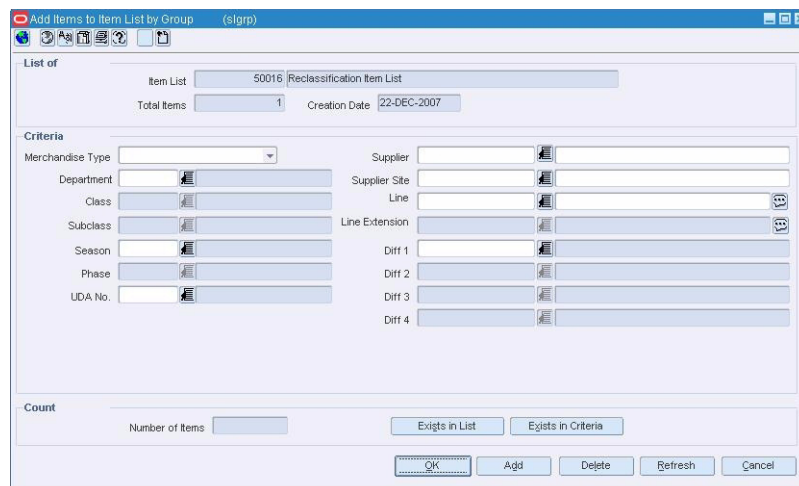 Add Items to Item List by Group (slgrp)
List of
Item List 50016 Reclassification Item List
Total Items 1 Creation Date 22-DEC-2007
Criteria
Merchandise Type Supplier
Department Supplier Site
Class Line
Subclass Line Extension
Season Diff 1
Phase Diff 2
UDA No. Diff 3
Diff 4
Count
Number of Items Exists in List Exists in Criteria
OK Add Delete Refresh Cancel